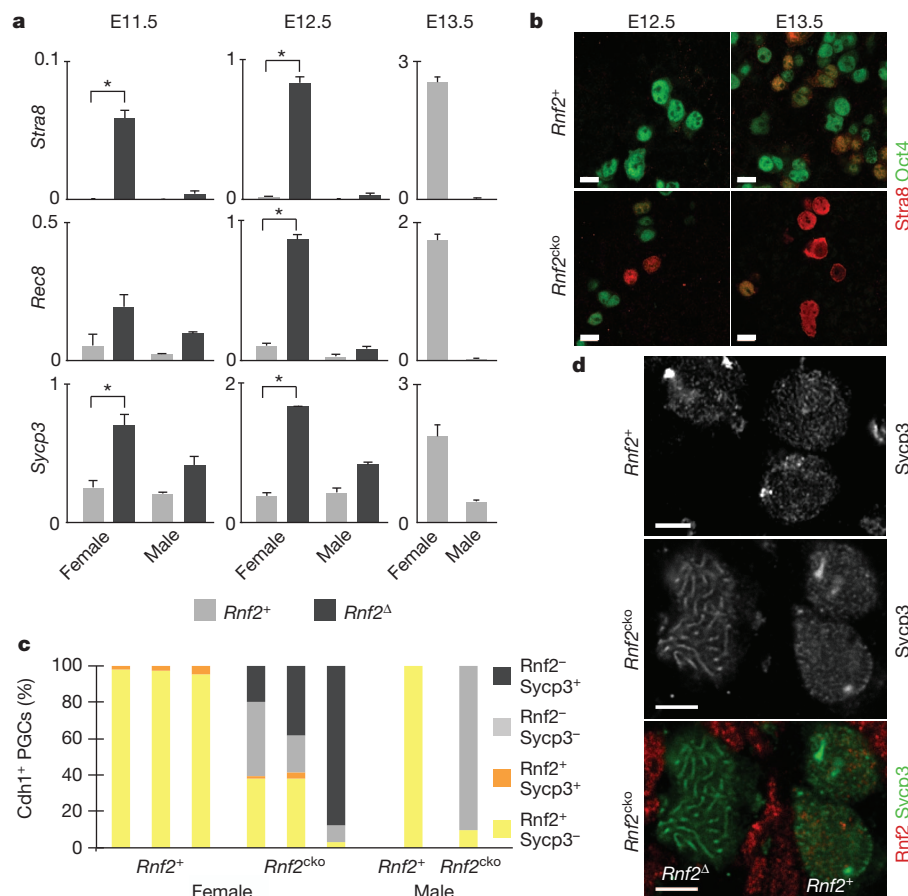 a
E11.5 E12.5 E13.5
Stra8
0.1
0
*
1
0
*
3
0
Rec8
0.5
0
1
0
*
2
0
Sycp3
1
0
*
2
0
*
3
0
Female Male Female Male Female Male
Rnf2+ Rnf2Δ
b
E12.5 E13.5
Rnf2+
Rnf2cko
Stra8 Oct4
c
Cdh1+ PGCs (%)
100
80
60
40
20
0
Rnf2+ Rnf2cko Rnf2+ Rnf2cko
Female Male
Rnf2−
Sycp3+
Rnf2−
Sycp3−
Rnf2+
Sycp3+
Rnf2+
Sycp3−
d
Rnf2+
Sycp3
Rnf2cko
Sycp3
Rnf2cko
Rnf2Δ Rnf2+
Rnf2 Sycp3